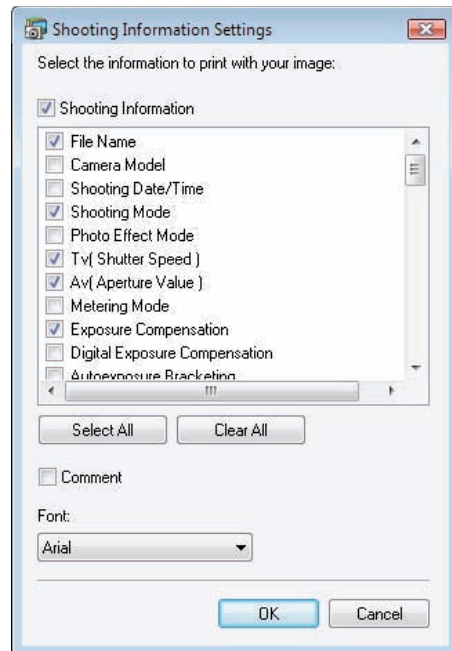 Shooting Information Settings
Select the information to print with your image:
Shooting Information
File Name
Camera Model
Shooting Date/Time
Shooting Mode
Photo Effect Mode
Tv( Shutter Speed )
Av( Aperture Value )
Metering Mode
Exposure Compensation
Digital Exposure Compensation
Autoexposure Bracketing
Select All Clear All
Comment
Font:
Arial
OK Cancel